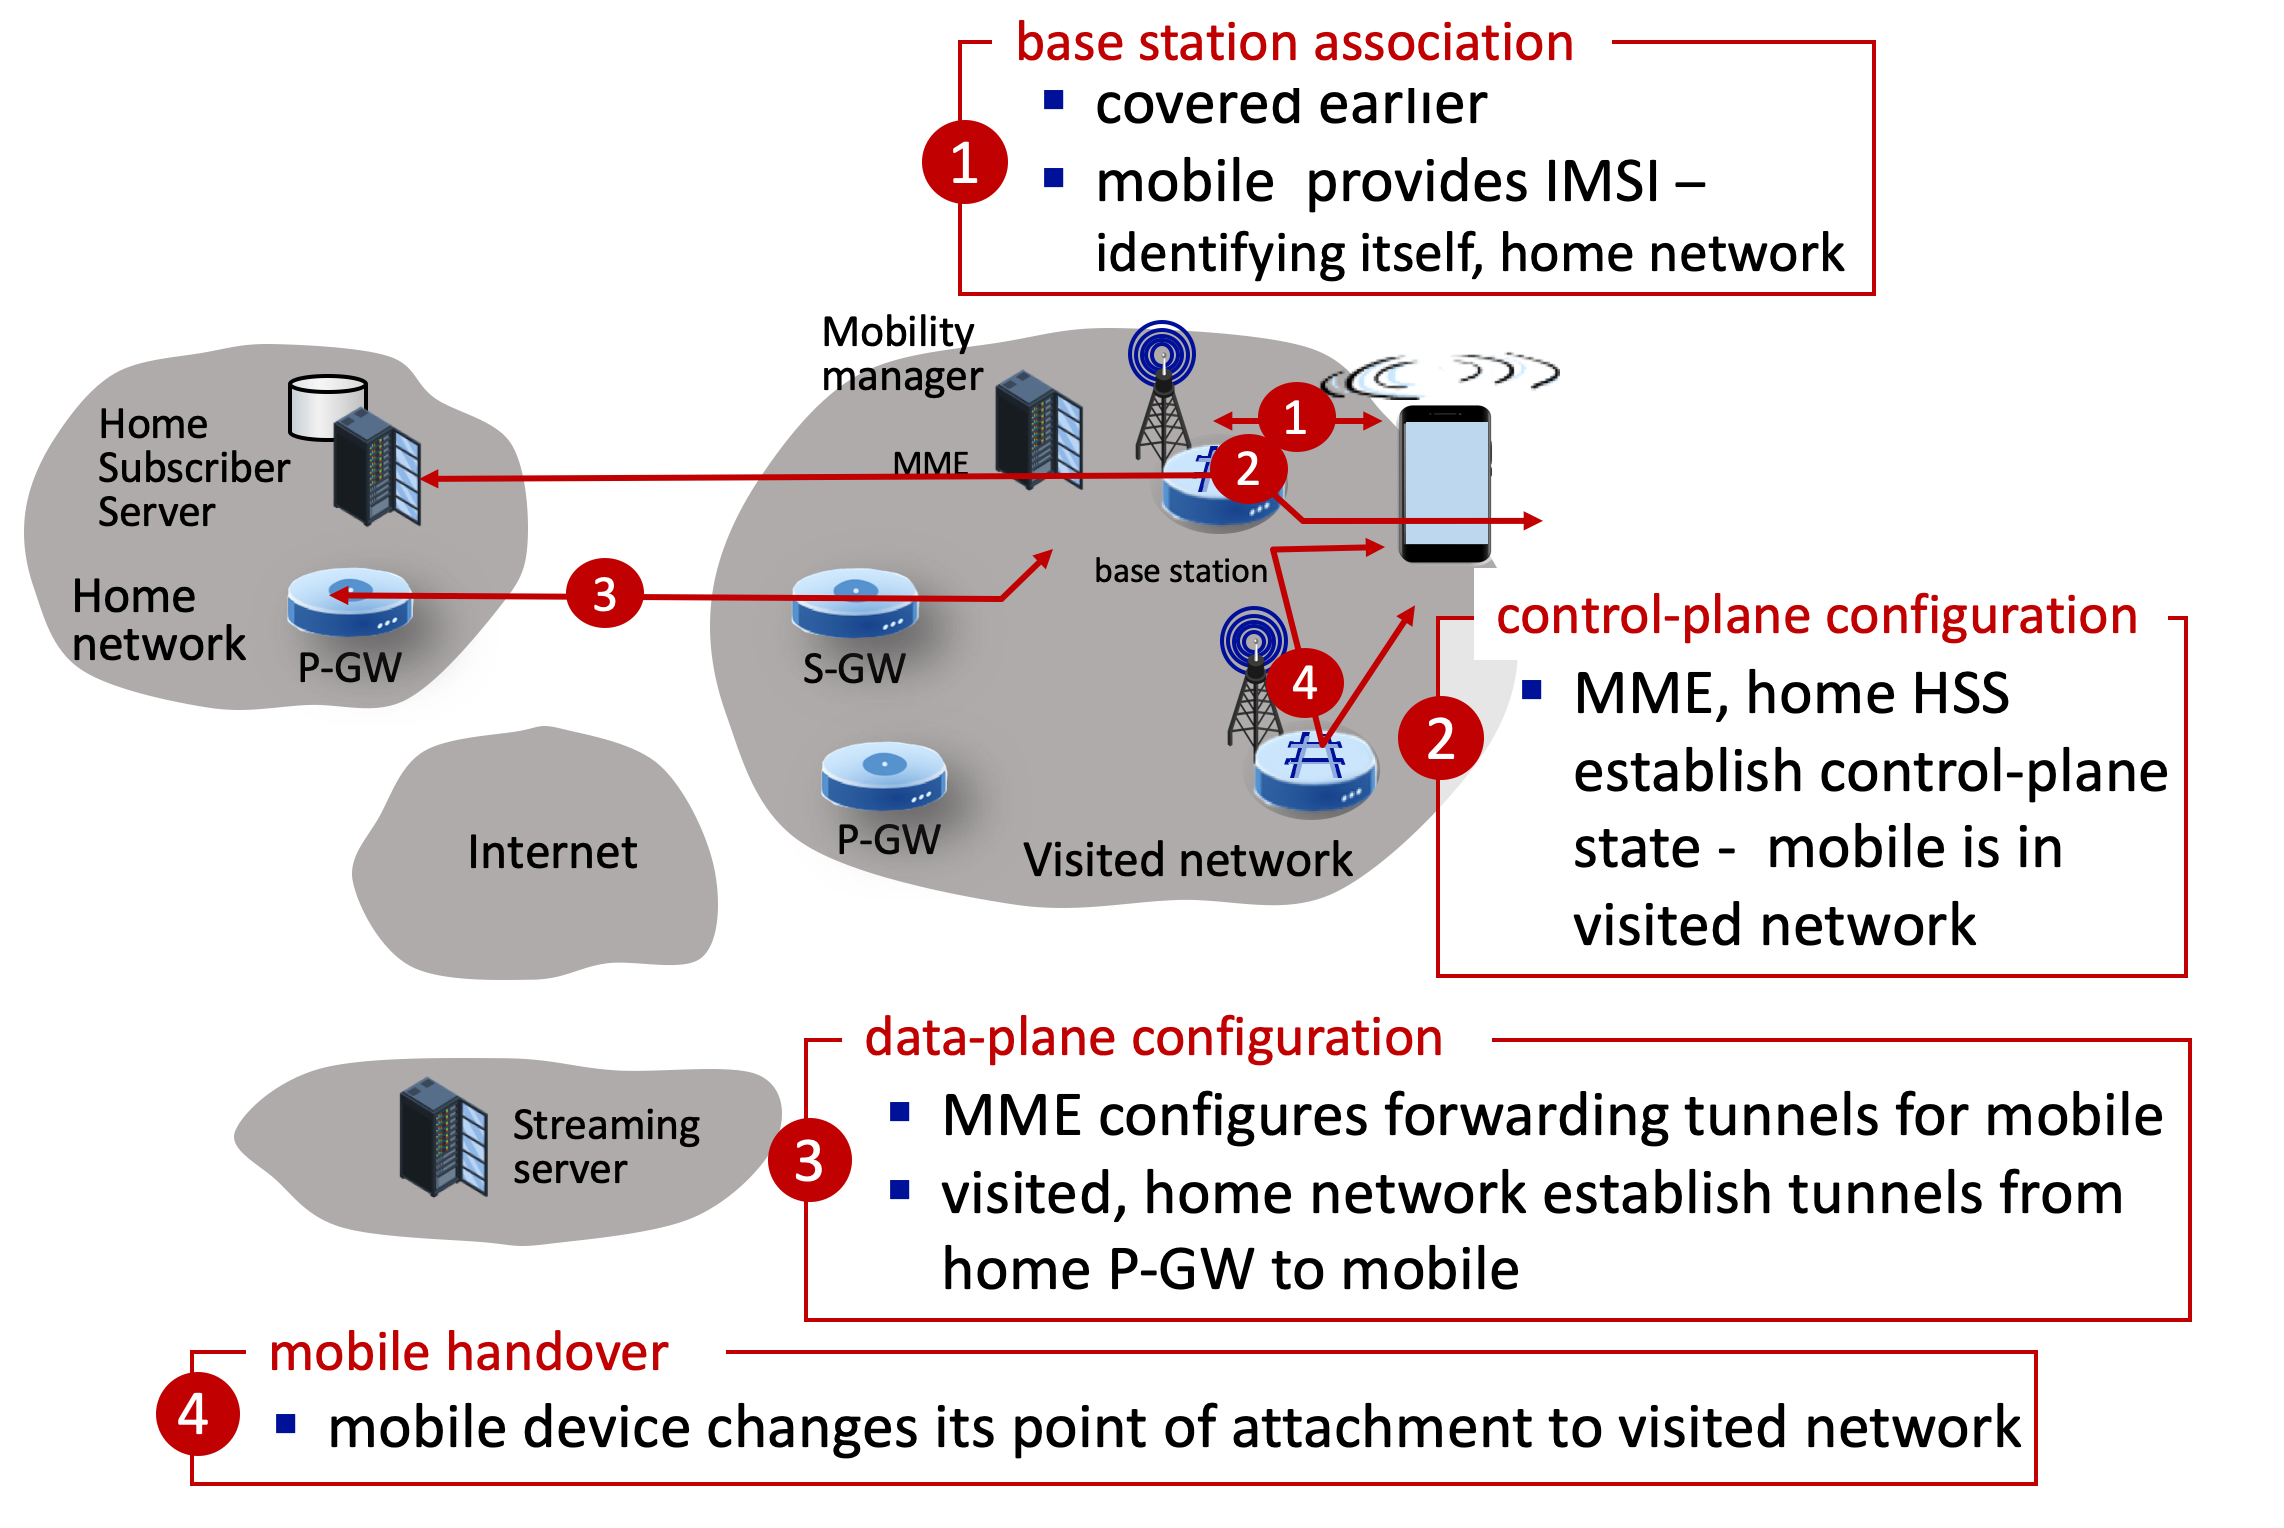 base station association
covered earlier
1
mobile provides IMSI –
identifying itself, home network
Mobility
manager
MME
Home
Subscriber
Server
1
2
base station
Home
network
P-GW
3
S-GW
4
P-GW
Visited network
Internet
control-plane configuration
2
MME, home HSS
establish control-plane
state - mobile is in
visited network
Streaming
server
data-plane configuration
3
MME configures forwarding tunnels for mobile
visited, home network establish tunnels from
home P-GW to mobile
mobile handover
4
mobile device changes its point of attachment to visited network